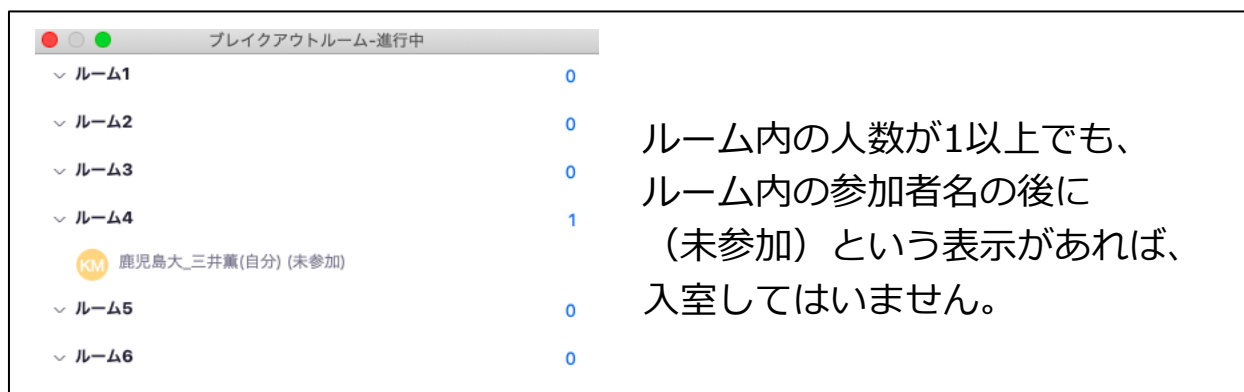 ブレイクアウトルーム-進行中
ルーム1 0
ルーム2 0
ルーム3 0
ルーム4 1
KM 鹿児島大_三井薫(自分) (未参加)
ルーム5 0
ルーム6 0
ルーム内の人数が1以上でも、
ルーム内の参加者名の後に
（未参加）という表示があれば、
入室してはいません。